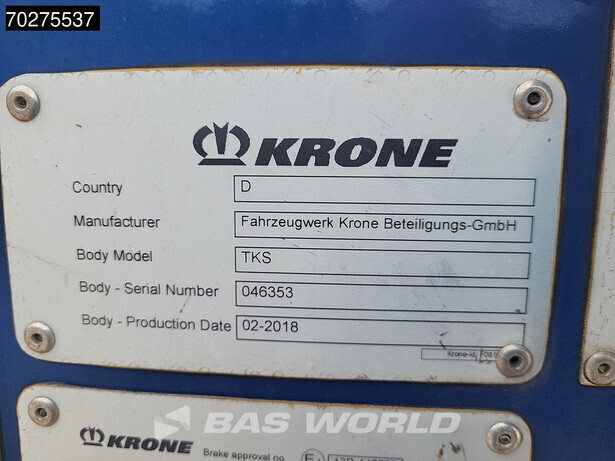 70275537
KRONE
Country D
Manufacturer Fahrzeugwerk Krone Beteiligungs-GmbH
Body Model TKS
Body - Serial Number 046353
Body - Production Date 02-2018
BAS WORLD
KRONE Brake approval no